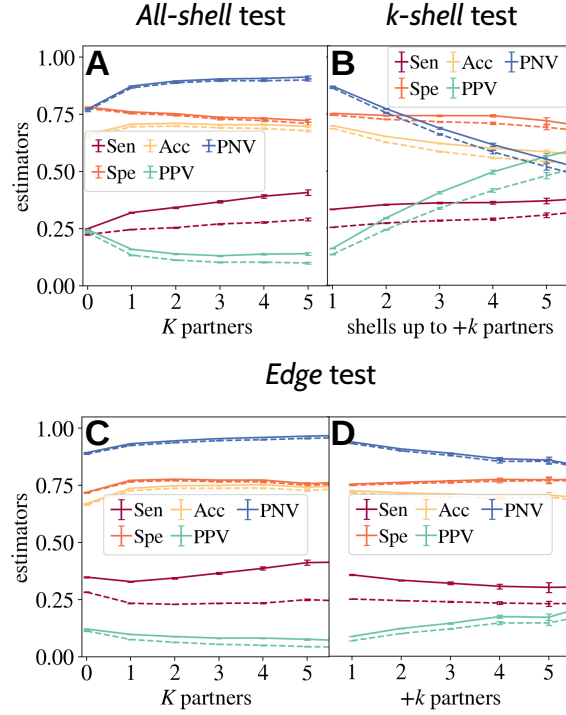 All-shell test
k-shell test
A
B
1.00
0.75
0.50
0.25
0.00
estimators
Sen Acc PNV
Spe PPV
Sen Acc PNV
Spe PPV
0 1 2 3 4 5
1 2 3 4 5
K partners
shells up to +k partners
Edge test
C
D
1.00
0.75
0.50
0.25
0.00
estimators
Sen Acc PNV
Spe PPV
Sen Acc PNV
Spe PPV
0 1 2 3 4 5
1 2 3 4 5
K partners
+k partners